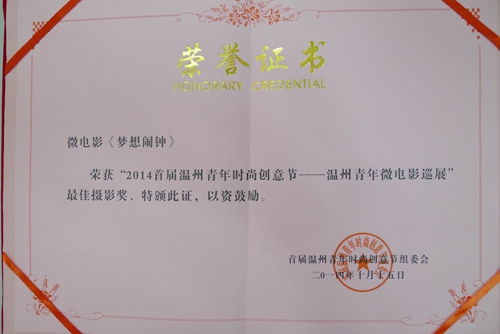 荣誉证书
HONORARY CREDENTIAL
微电影《梦想闹钟》
荣获“2014首届温州青年时尚创意节——温州青年微电影巡展”
最佳摄影奖。特颁此证，以资鼓励。
首届温州青年时尚创意节组委会
二〇一四年十月十五日